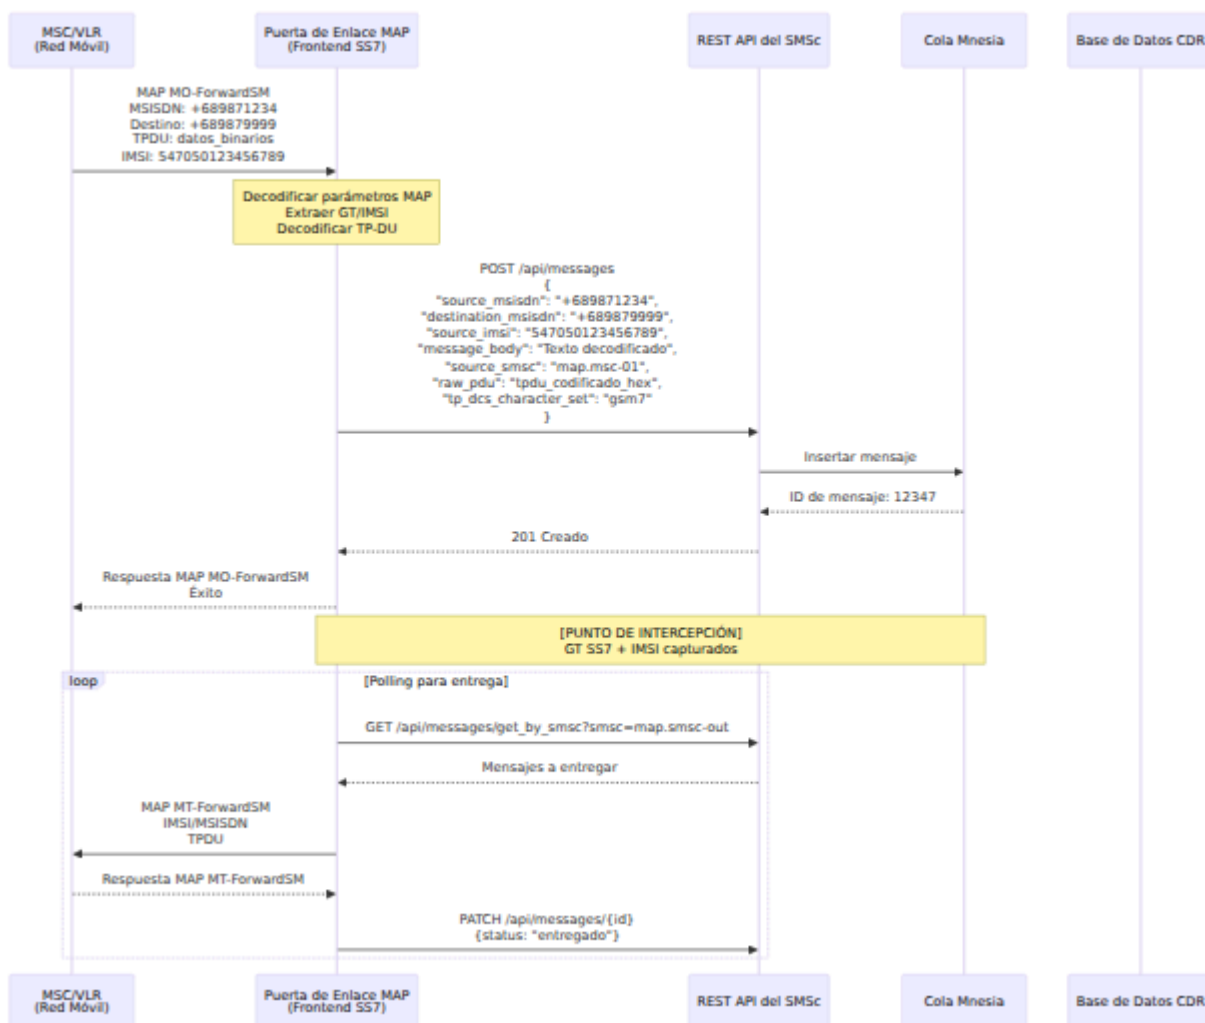 MSC/VLR
(Red Móvil)
Puerta de Enlace MAP
(Frontend SS7)
REST API del SMSc
Cola Mnesia
Base de Datos CDR
MAP MO-ForwardSM
MSISDN: +689871234
Destino: +689879999
TPDU: datos_binarios
IMSI: 547050123456789
Decodificar parámetros MAP
Extraer GT/IMSI
Decodificar TP-DU
POST /api/messages
{
"source_msisdn": "+689871234",
"destination_msisdn": "+689879999",
"source_imsi": "547050123456789",
"message_body": "Texto decodificado",
"source_smsc": "map.msc-01",
"raw_pdu": "tpdu_codificado_hex",
"tp_dcs_character_set": "gsm7"
}
Insertar mensaje
ID de mensaje: 12347
201 Creado
Respuesta MAP MO-ForwardSM
Éxito
[PUNTO DE INTERCEPCIÓN]
GT SS7 + IMSI capturados
loop
[Polling para entrega]
GET /api/messages/get_by_smsc?smsc=map.smsc-out
Mensajes a entregar
MAP MT-ForwardSM
IMSI/MSISDN
TPDU
Respuesta MAP MT-ForwardSM
PATCH /api/messages/{id}
{status: "entregado"}
MSC/VLR
(Red Móvil)
Puerta de Enlace MAP
(Frontend SS7)
REST API del SMSc
Cola Mnesia
Base de Datos CDR